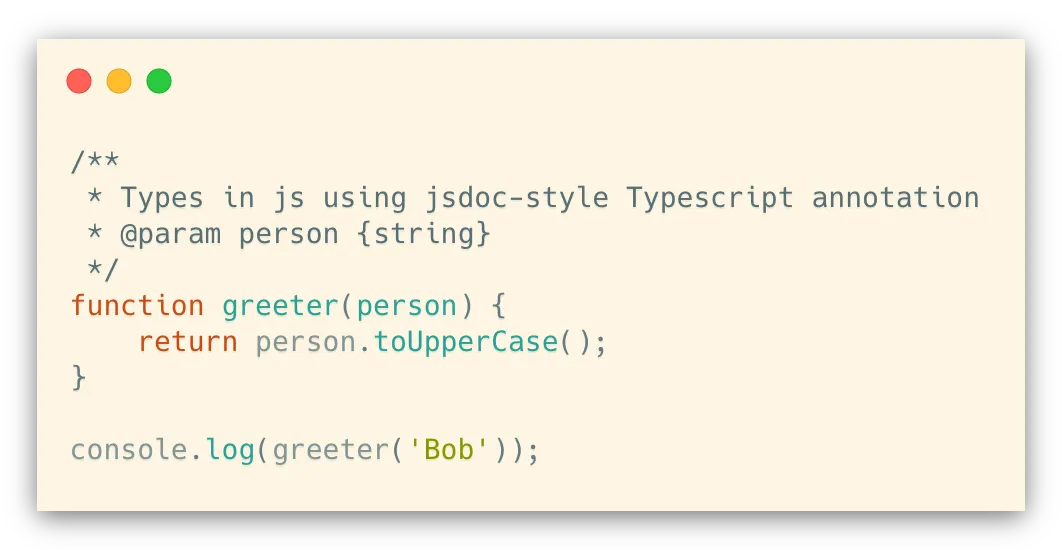 /**
 * Types in js using jsdoc-style Typescript annotation
 * @param person {string}
 */
function greeter(person) {
    return person.toUpperCase();
}
console.log(greeter('Bob'));